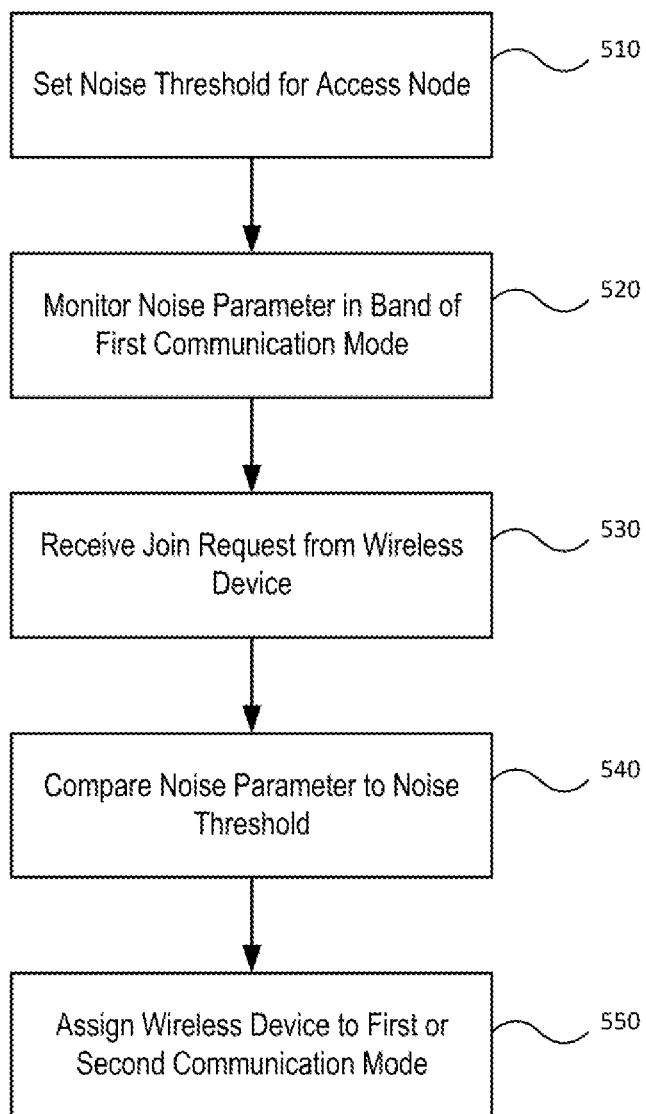 Set Noise Threshold for Access Node
510
Monitor Noise Parameter in Band of
First Communication Mode
520
Receive Join Request from Wireless
Device
530
Compare Noise Parameter to Noise
Threshold
540
Assign Wireless Device to First or
Second Communication Mode
550